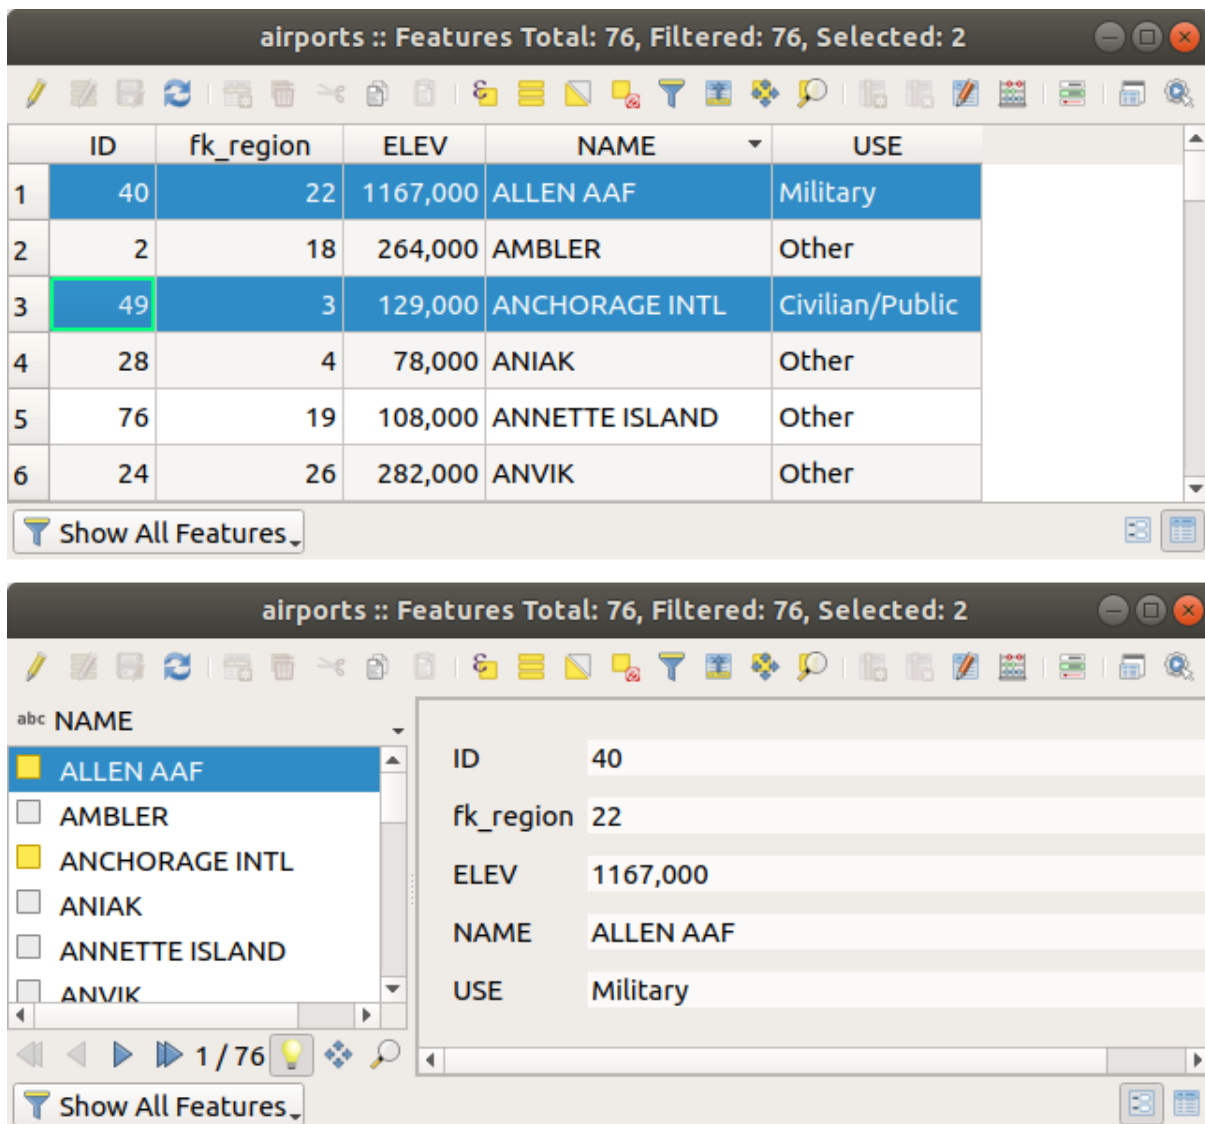 airports :: Features Total: 76, Filtered: 76, Selected: 2
ID fk_region ELEV NAME USE
1 40 22 1167,000 ALLEN AAF Military
2 2 18 264,000 AMBLER Other
3 49 3 129,000 ANCHORAGE INTL Civilian/Public
4 28 4 78,000 ANIAK Other
5 76 19 108,000 ANNETTE ISLAND Other
6 24 26 282,000 ANVIK Other
Show All Features
airports :: Features Total: 76, Filtered: 76, Selected: 2
abc NAME
ALLEN AAF
AMBLER
ANCHORAGE INTL
ANIAK
ANNETTE ISLAND
ANVIK
1 / 76
ID 40
fk_region 22
ELEV 1167,000
NAME ALLEN AAF
USE Military
Show All Features